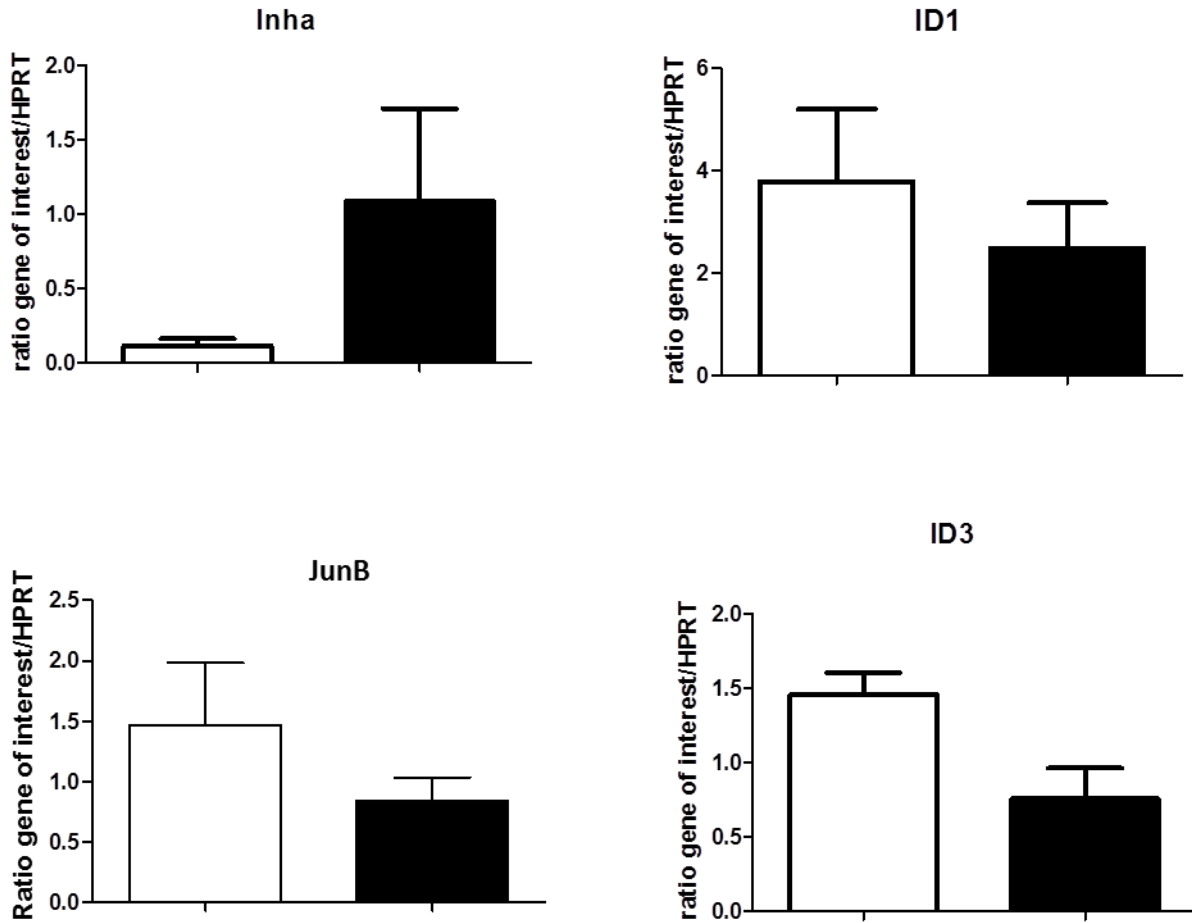 Inha
ratio gene of interest/HPRT
2.0
1.5
1.0
0.5
0.0
ID1
ratio gene of interest/HPRT
6
4
2
0
JunB
Ratio gene of interest/HPRT
2.5
2.0
1.5
1.0
0.5
0.0
ID3
ratio gene of interest/HPRT
2.0
1.5
1.0
0.5
0.0